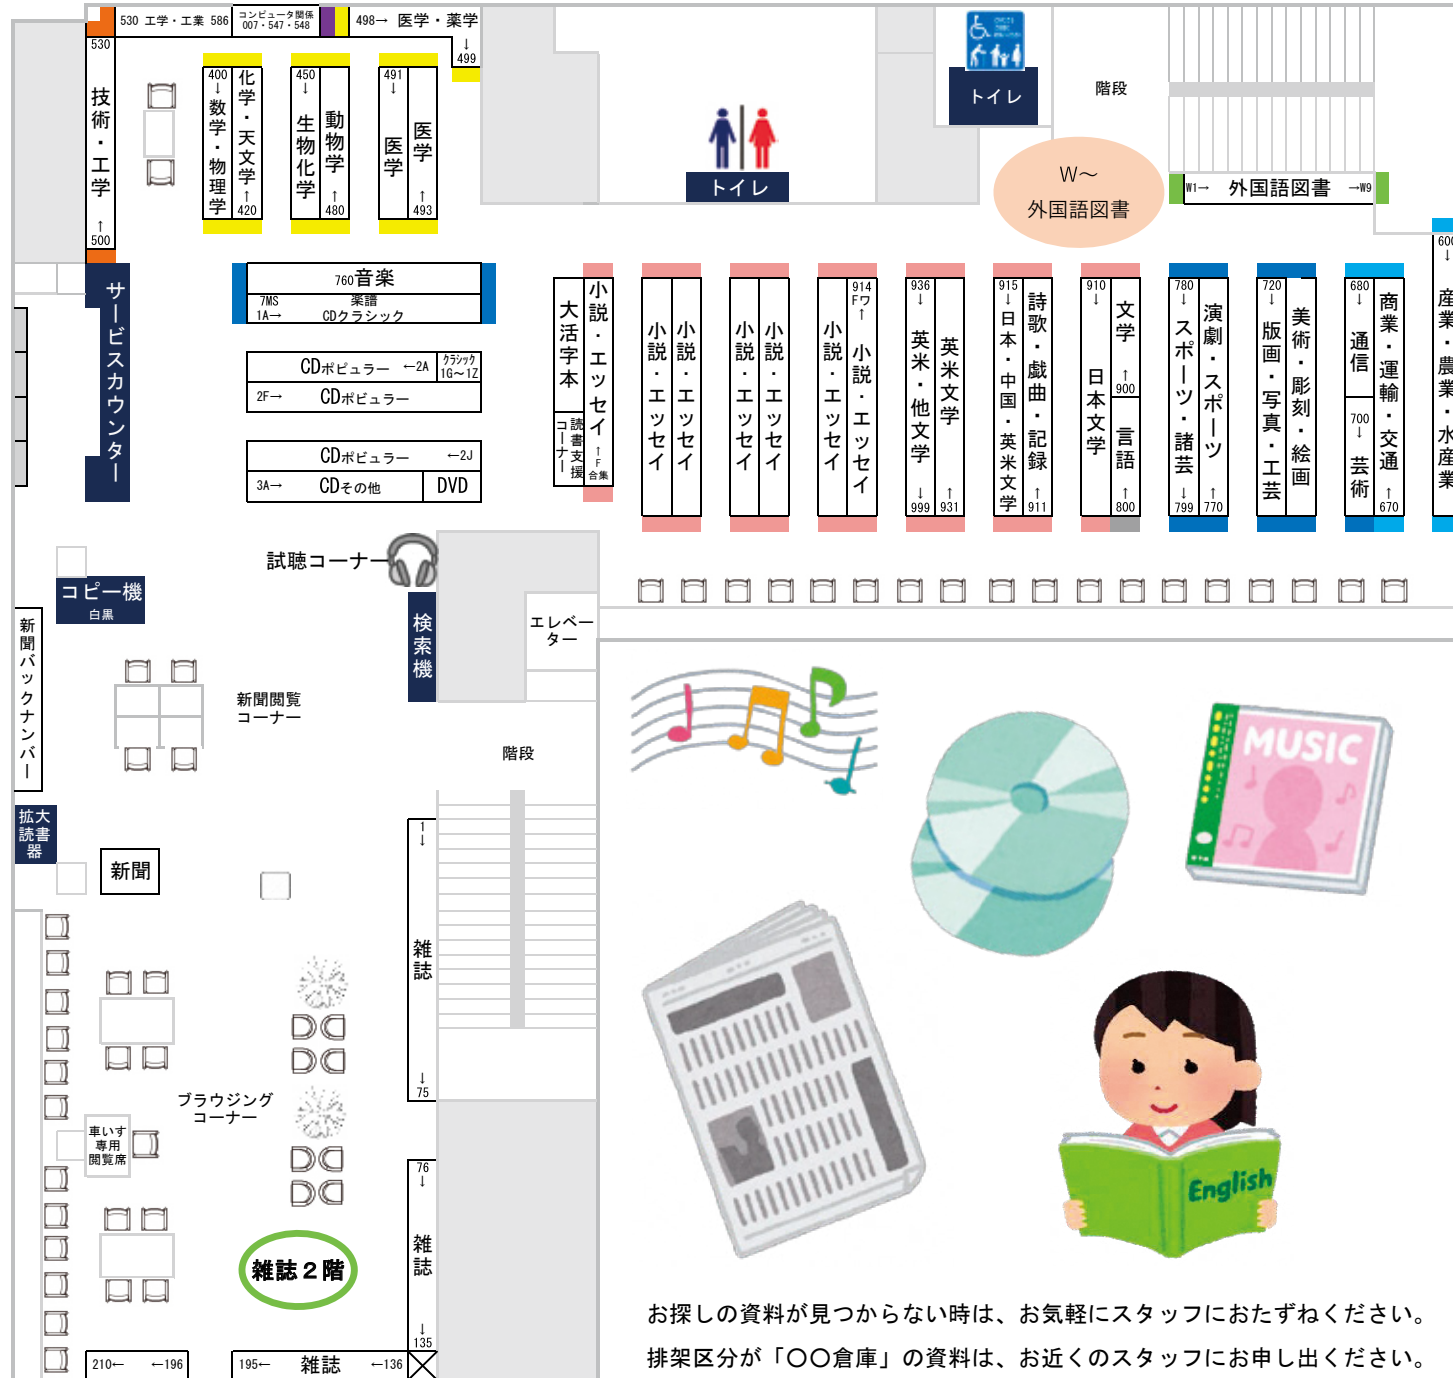 530 工学・工業 586
コンピュータ関係
007・547・548
498→ 医学・薬学
↓
499
530
技術・工学
↑
500
400
↓
数学・物理学
化学・天文学
↑
420
450
↓
生物化学
動物学
↑
480
491
↓
医学
医学
↑
493
トイレ
トイレ
階段
W～
外国語図書
W1→ 外国語図書 →W9
サービスカウンター
760音楽
7MS 楽譜
1A→ CDクラシック
CDポピュラー ←2A
クラシック
1G～1Z
2F→ CDポピュラー
CDポピュラー ←2J
3A→ CDその他
DVD
大活字本
読書支援
コーナー
小説・エッセイ
↑
F
合集
小説・エッセイ
小説・エッセイ
小説・エッセイ
小説・エッセイ
小説・エッセイ
914
Fワ
↑
小説・エッセイ
936
↓
英米・他文学
↓
999
英米文学
↑
931
915
↓
日本・中国・英米文学
詩歌・戯曲・記録
↑
911
910
↓
日本文学
文学
↑
900
言語
↑
800
780
↓
スポーツ・諸芸
↓
799
演劇・スポーツ
↑
770
720
↓
版画・写真・工芸
美術・彫刻・絵画
680
↓
通信
700
↓
芸術
商業・運輸・交通
↑
670
600
↓
産業・農業・水産業
試聴コーナー
コピー機
白黒
検索機
エレベー
ター
新聞バックナンバー
新聞閲覧
コーナー
階段
拡大
読書
器
新聞
1
↓
雑誌
↓
75
ブラウジング
コーナー
車いす
専用
閲覧席
76
↓
雑誌
↓
135
雑誌２階
210← ←196
195← 雑誌 ←136
MUSIC
English
お探しの資料が見つからない時は、お気軽にスタッフにおたずねください。
排架区分が「〇〇倉庫」の資料は、お近くのスタッフにお申し出ください。